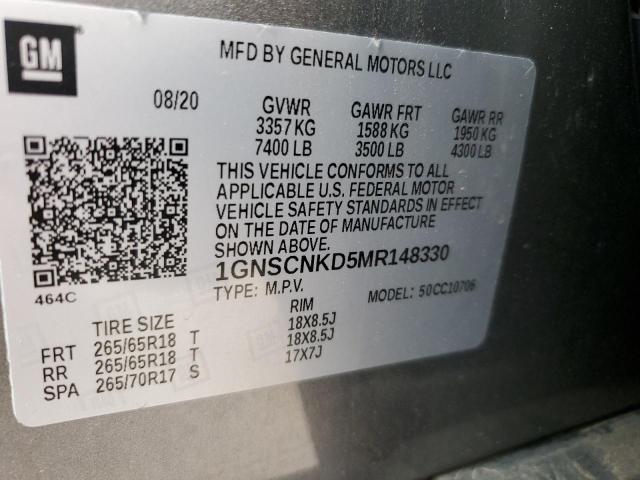 GM
MFD BY GENERAL MOTORS LLC
08/20 GVWR GAWR FRT GAWR RR
3357 KG 1588 KG 1950 KG
7400 LB 3500 LB 4300 LB
THIS VEHICLE CONFORMS TO ALL
APPLICABLE U.S. FEDERAL MOTOR
VEHICLE SAFETY STANDARDS IN EFFECT
ON THE DATE OF MANUFACTURE
SHOWN ABOVE.
1GNSCNKD5MR148330
464C TYPE: M.P.V. MODEL: 50CC10706
TIRE SIZE RIM
FRT 265/65R18 T 18X8.5J
RR 265/65R18 T 18X8.5J
SPA 265/70R17 S 17X7J